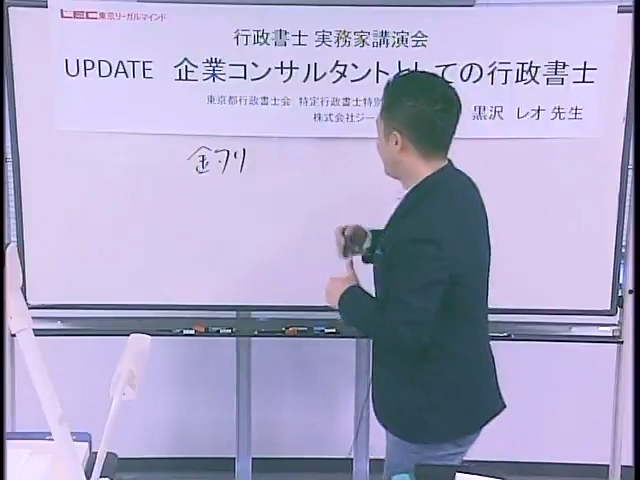 LEC東京リーガルマインド
行政書士 実務家講演会
UPDATE 企業コンサルタントとしての行政書士
東京都行政書士会 特定行政書士特別
株式会社ジー
黒沢 レオ 先生